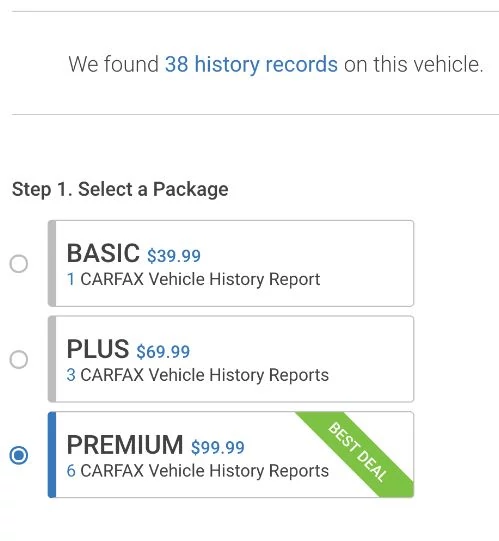 We found 38 history records on this vehicle.
Step 1. Select a Package
BASIC $39.99
1 CARFAX Vehicle History Report
PLUS $69.99
3 CARFAX Vehicle History Reports
PREMIUM $99.99
6 CARFAX Vehicle History Reports
BEST DEAL